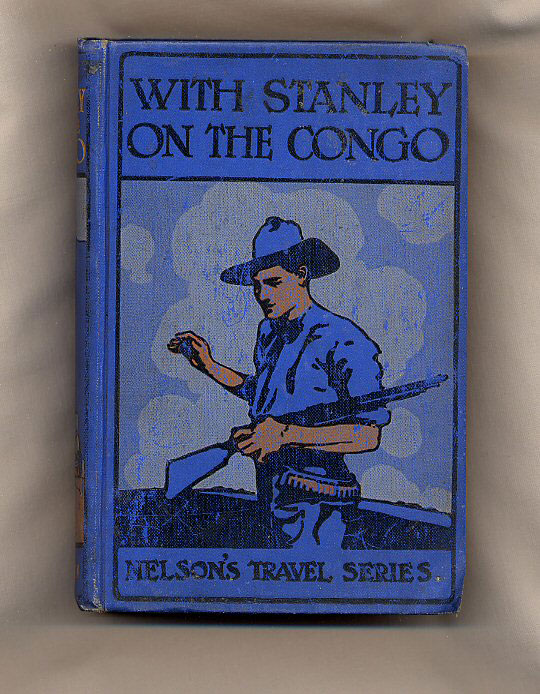 WITH STANLEY
ON THE CONGO
NELSON'S TRAVEL SERIES.